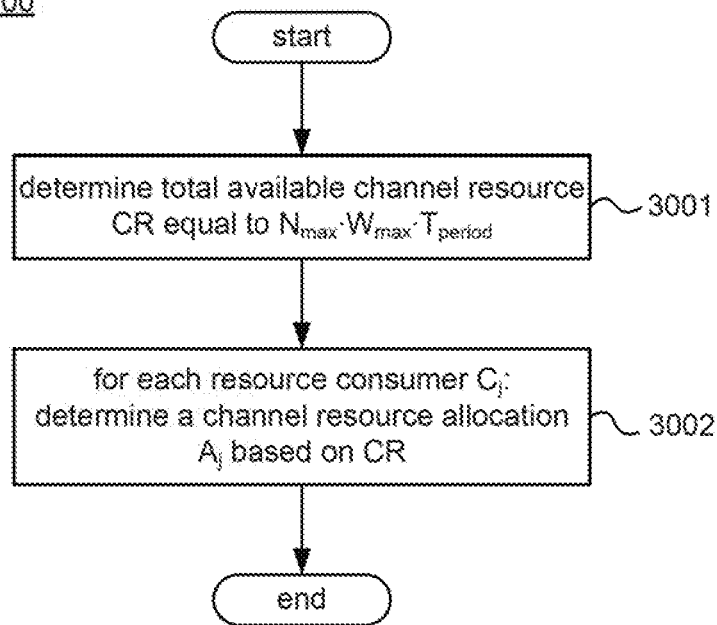 start
determine total available channel resource
CR equal to Nmax·Wmax·Tperiod
3001
for each resource consumer Cj:
determine a channel resource allocation
Aj based on CR
3002
end